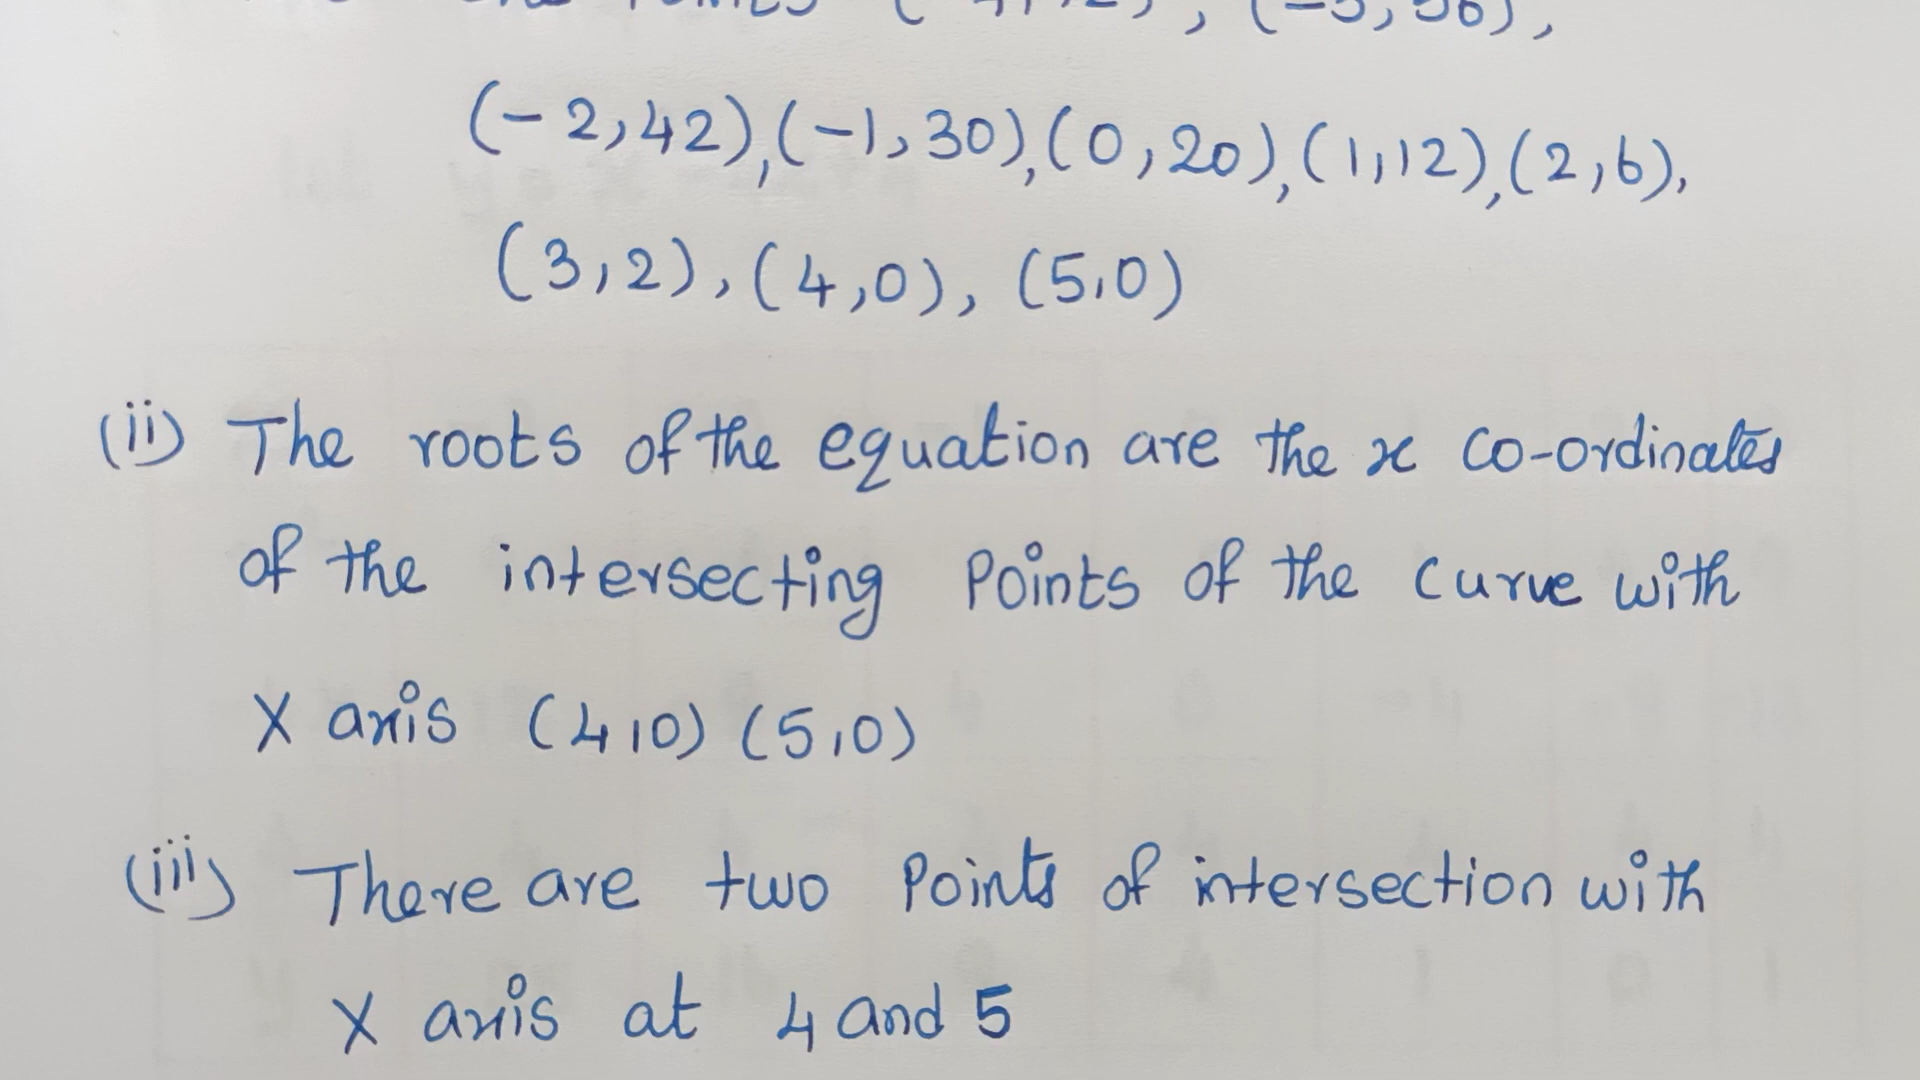 (-3,56),
(-2,42),(-1,30),(0,20),(1,12),(2,6),
(3,2),(4,0),(5,0)
(ii) The roots of the equation are the x co-ordinates
of the intersecting Points of the curve with
X axis (4,0) (5,0)
(iii) There are two Points of intersection with
X axis at 4 and 5